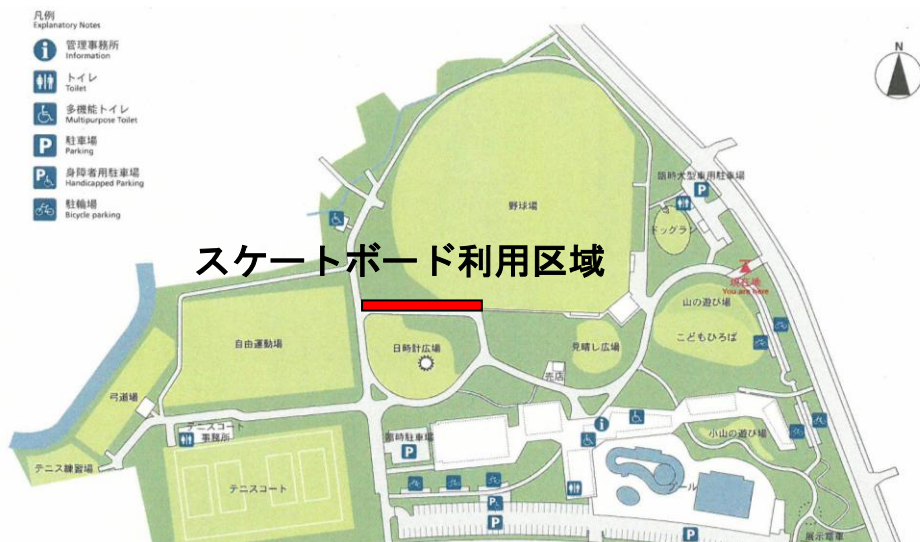 凡例
Explanatory Notes
管理事務所
Information
トイレ
Toilet
多機能トイレ
Multipurpose Toilet
P
駐車場
Parking
P
身障者用駐車場
Handicapped Parking
駐輪場
Bicycle parking
N
臨時大型車用駐車場
P
野球場
ドッグラン
スケートボード利用区域
現在地
You are here
山の遊び場
こどもひろば
自由運動場
日時計広場
見晴し広場
売店
弓道場
テニスコート
事務所
臨時駐車場
P
小山の遊び場
テニス練習場
テニスコート
プール
P
P
P
展示電車